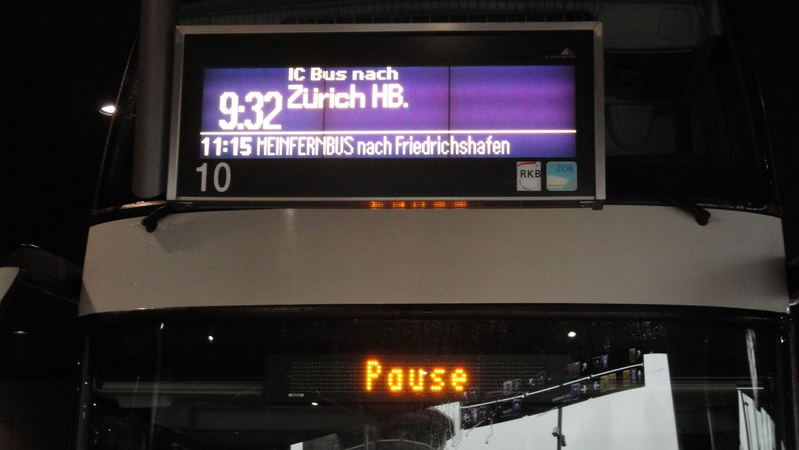 IC Bus nach
9:32 Zürich HB.
11:15 MEINFERNBUS nach Friedrichshafen
10
RKB
ZOB
Pause